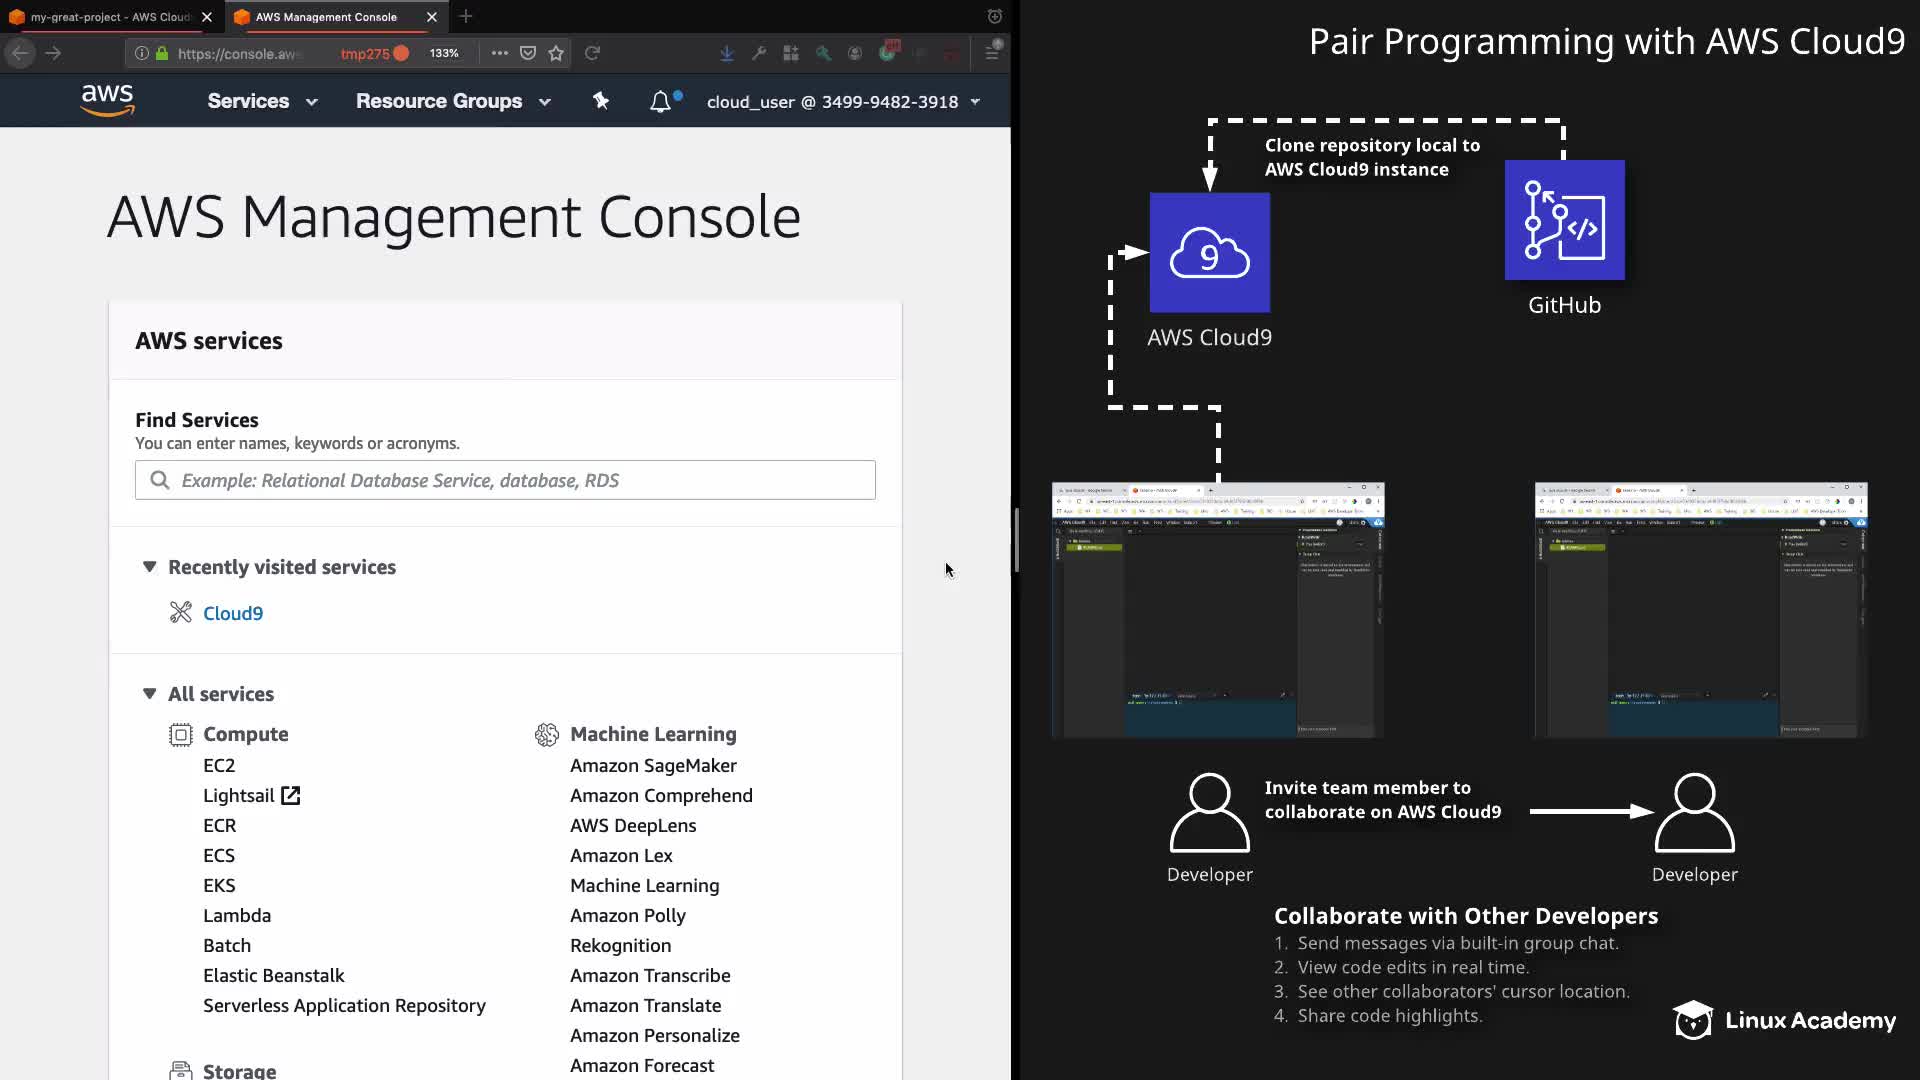 my-great-project - AWS Cloud
AWS Management Console
https://console.aws
tmp275
133%
aws
Services
Resource Groups
cloud_user @ 3499-9482-3918
AWS Management Console
AWS services
Find Services
You can enter names, keywords or acronyms.
Example: Relational Database Service, database, RDS
Recently visited services
Cloud9
All services
Compute
EC2
Lightsail
ECR
ECS
EKS
Lambda
Batch
Elastic Beanstalk
Serverless Application Repository
Storage
Machine Learning
Amazon SageMaker
Amazon Comprehend
AWS DeepLens
Amazon Lex
Machine Learning
Amazon Polly
Rekognition
Amazon Transcribe
Amazon Translate
Amazon Personalize
Amazon Forecast
Pair Programming with AWS Cloud9
Clone repository local to
AWS Cloud9 instance
9
AWS Cloud9
GitHub
Invite team member to
collaborate on AWS Cloud9
Developer
Developer
Collaborate with Other Developers
1. Send messages via built-in group chat.
2. View code edits in real time.
3. See other collaborators' cursor location.
4. Share code highlights.
Linux Academy